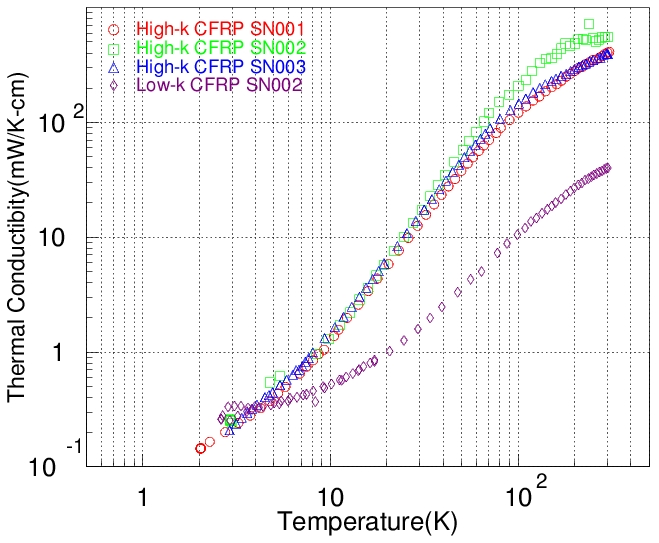 High-k CFRP SN001
High-k CFRP SN002
High-k CFRP SN003
Low-k CFRP SN002
Thermal Conductibity(mW/K-cm)
10 2
10
1
10 -1
1
10
10 2
Temperature(K)